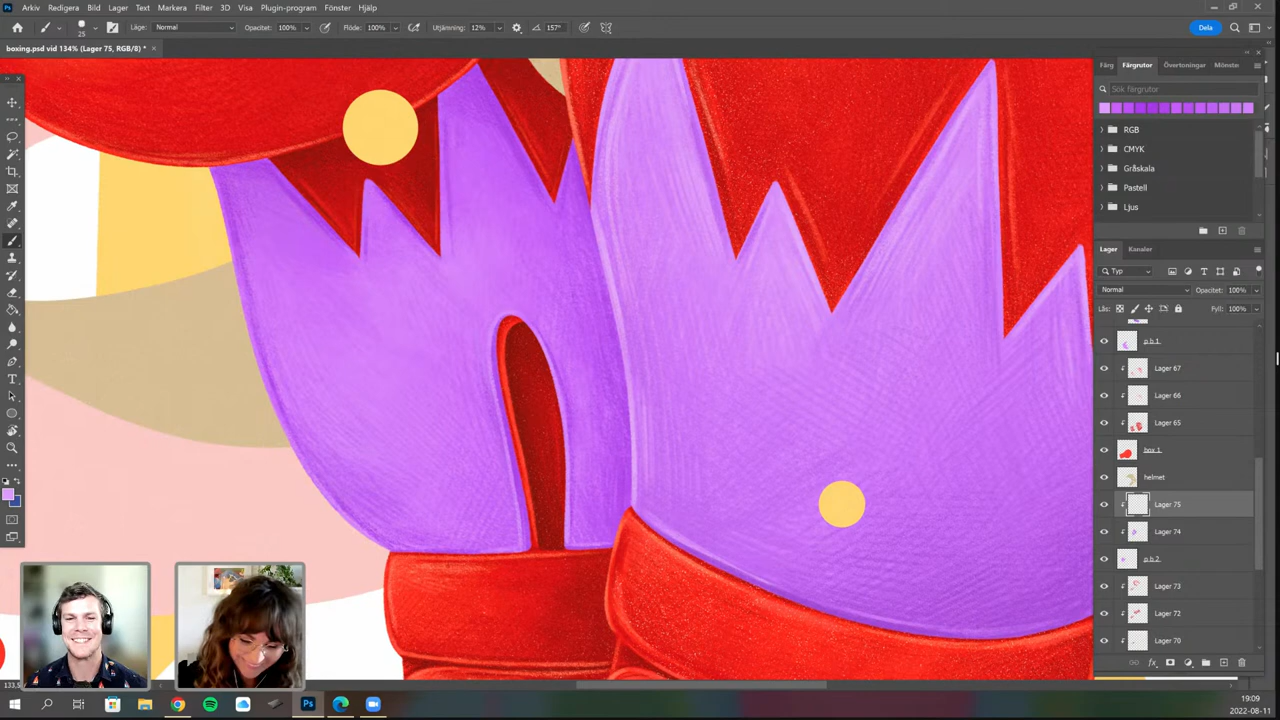 Arkiv Redigera Bild Lager Text Markera Filter 3D Visa Plugin-program Fönster Hjälp
25 Läge: Normal Opacitet: 100% Flöde: 100% Utjämning: 12% 157° Dela
boxing.psd vid 134% (Lager 75, RGB/8) * ×
Färg Färgrutor Övertoningar Mönster
Sök färgrutor
RGB
CMYK
Gråskala
Pastell
Ljus
Lager Kanaler
Typ
Normal Opacitet: 100%
Lås: Fyll: 100%
p b 1
Lager 67
Lager 66
Lager 65
box 1
helmet
Lager 75
Lager 74
p b 2
Lager 73
Lager 72
Lager 70
133,5
19:09
2022-08-11